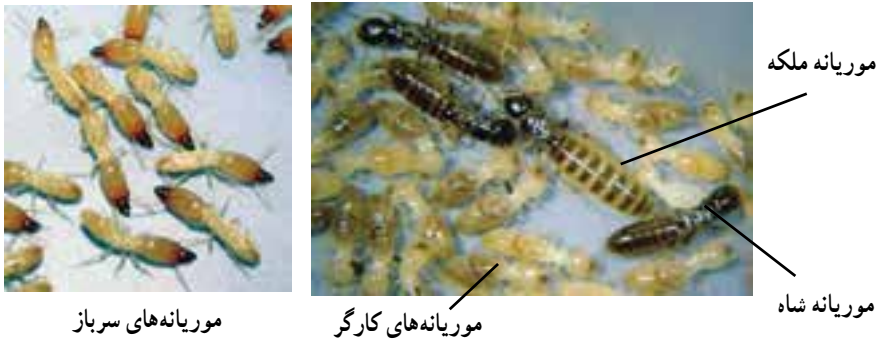 موریانه ملکه
موریانه شاه
موریانه‌های کارگر
موریانه‌های سرباز